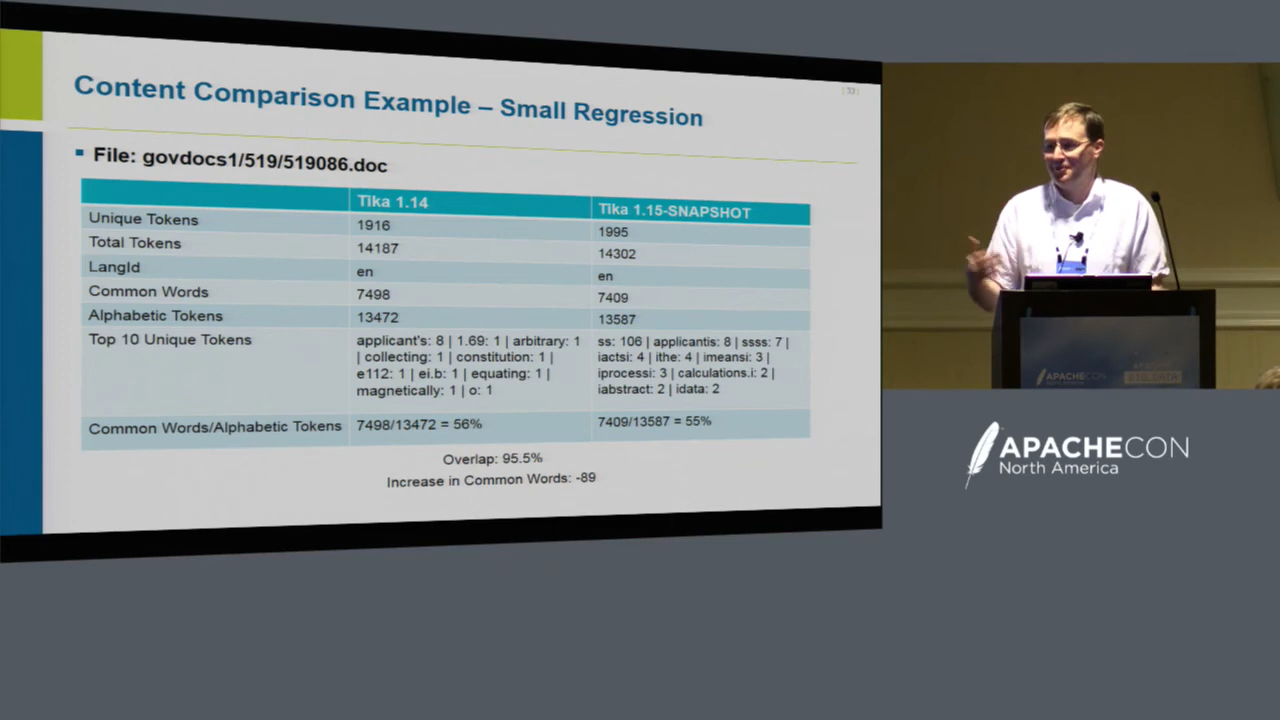 Content Comparison Example – Small Regression
| 33 |
▪ File: govdocs1/519/519086.doc
Tika 1.14 Tika 1.15-SNAPSHOT
Unique Tokens 1916 1995
Total Tokens 14187 14302
LangId en en
Common Words 7498 7409
Alphabetic Tokens 13472 13587
Top 10 Unique Tokens
applicant's: 8 | 1.69: 1 | arbitrary: 1
| collecting: 1 | constitution: 1 |
e112: 1 | ei.b: 1 | equating: 1 |
magnetically: 1 | o: 1
ss: 106 | applicantis: 8 | ssss: 7 |
iactsi: 4 | ithe: 4 | imeansi: 3 |
iprocessi: 3 | calculations.i: 2 |
iabstract: 2 | idata: 2
Common Words/Alphabetic Tokens 7498/13472 = 56% 7409/13587 = 55%
Overlap: 95.5%
Increase in Common Words: -89
APACHECON
APACHECON
North America